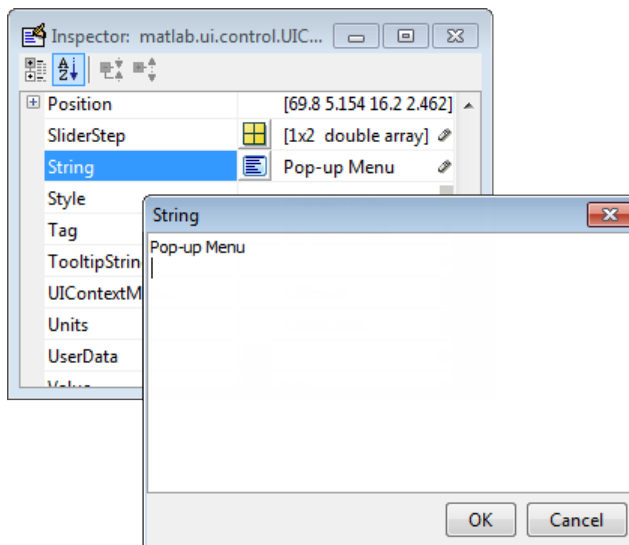 Inspector: matlab.ui.control.UIC...
Position [69.8 5.154 16.2 2.462]
SliderStep [1x2 double array]
String Pop-up Menu
Style
Tag
TooltipStrin
UIContextM
Units
UserData
String
Pop-up Menu
OK Cancel